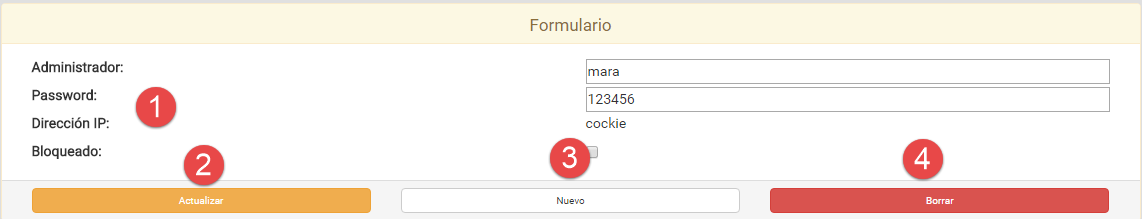 Formulario
Administrador: mara
Password: 123456
1
Dirección IP: cockie
Bloqueado:
2
3
4
Actualizar Nuevo Borrar